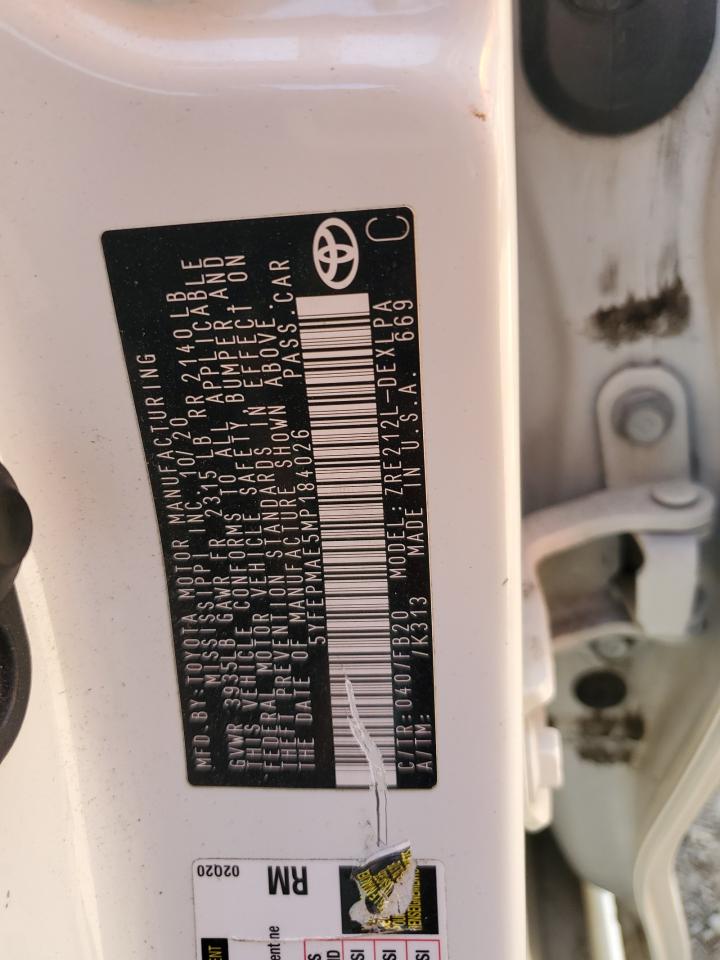 MFD.BY:TOYOTA MOTOR MANUFACTURING
MISSISSIPPI INC 10/20
GVWR 3935LB GAWR FR 2315LB RR 2140LB
THIS VEHICLE CONFORMS TO ALL APPLICABLE
FEDERAL MOTOR VEHICLE SAFETY, BUMPER AND
THEFT PREVENTION STANDARDS IN EFFECT ON
THE DATE OF MANUFACTURE SHOWN ABOVE.
5YFEPMAE5MP184026 PASS.CAR
C/TR:040/FB20 MODEL:ZRE212L-DEXLPA
A/TM: /K313 MADE IN U.S.A. 669
C
02Q20
RM